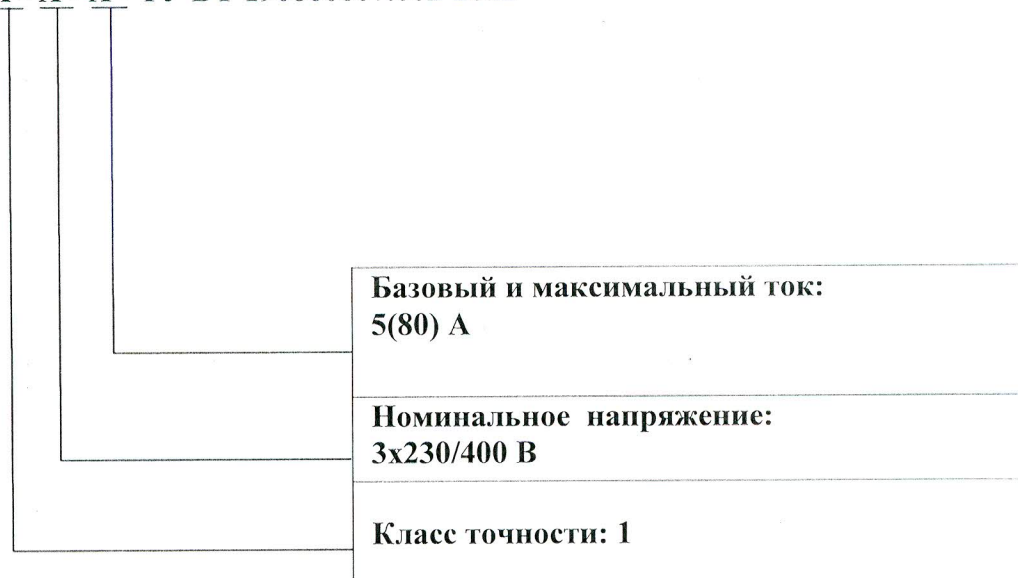 Базовый и максимальный ток:
5(80) А
Номинальное напряжение:
3х230/400 В
Класс точности: 1